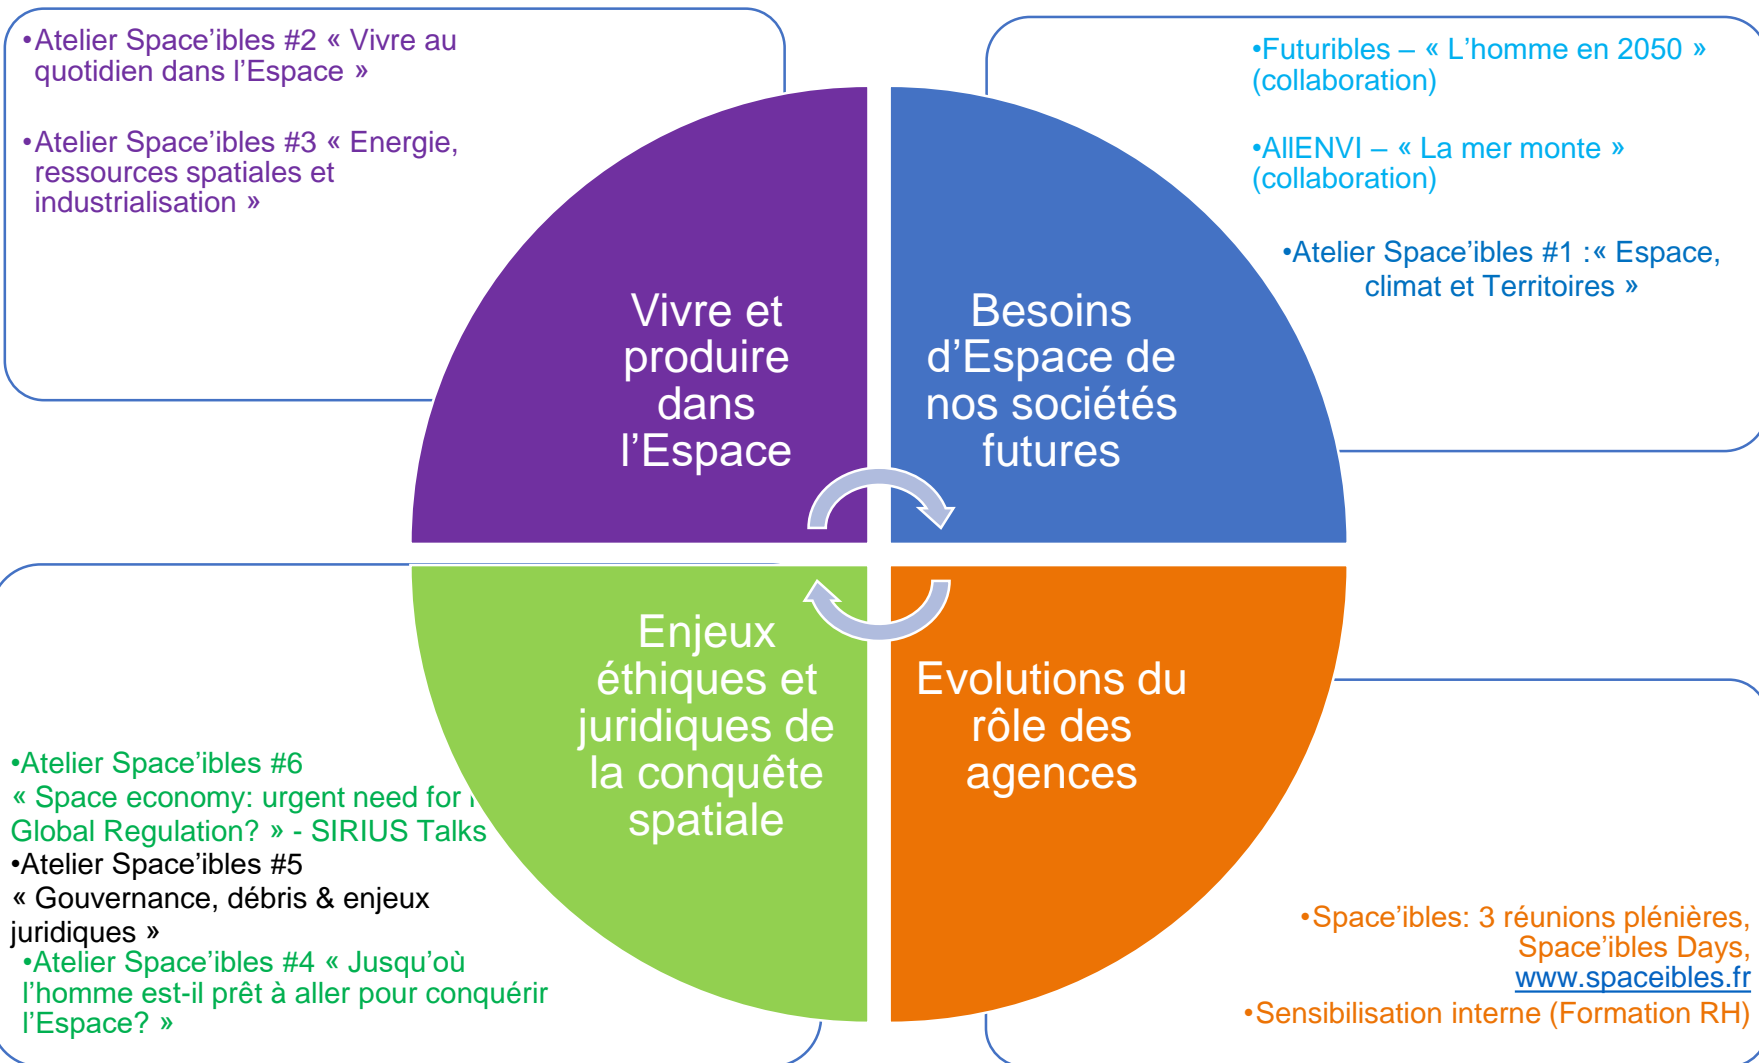 •Atelier Space’ibles #2 « Vivre au
quotidien dans l’Espace »
•Atelier Space’ibles #3 « Energie,
ressources spatiales et
industrialisation »
•Futuribles – « L’homme en 2050 »
(collaboration)
•AllENVI – « La mer monte »
(collaboration)
•Atelier Space’ibles #1 :« Espace,
climat et Territoires »
Vivre et
produire
dans
l’Espace
Besoins
d’Espace de
nos sociétés
futures
Enjeux
éthiques et
juridiques de
la conquête
spatiale
Evolutions du
rôle des
agences
•Atelier Space’ibles #6
« Space economy: urgent need for
Global Regulation? » - SIRIUS Talks
•Atelier Space’ibles #5
« Gouvernance, débris & enjeux
juridiques »
•Atelier Space’ibles #4 « Jusqu’où
l’homme est-il prêt à aller pour conquérir
l’Espace? »
•Space’ibles: 3 réunions plénières,
Space’ibles Days,
www.spaceibles.fr
•Sensibilisation interne (Formation RH)